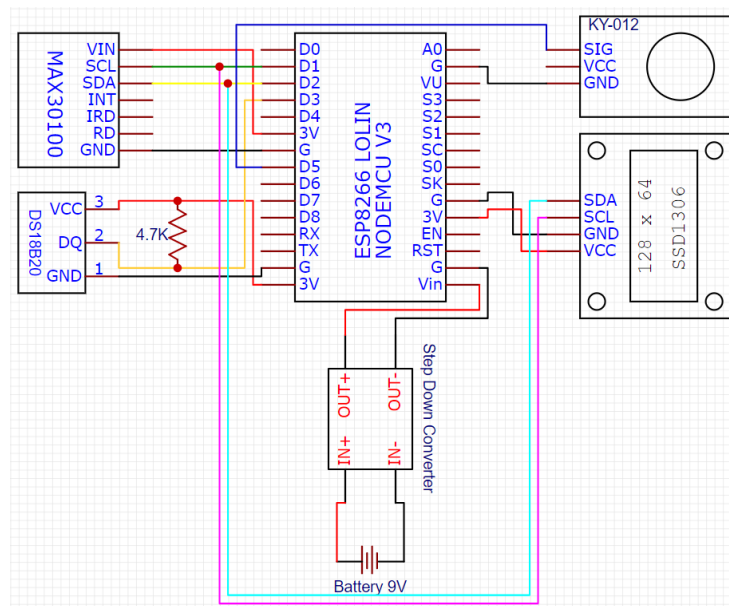 MAX30100
VIN
SCL
SDA
INT
IRD
RD
GND
DS18B20
VCC 3
DQ 2
GND 1
4.7K
ESP8266 LOLIN
NODEMCU V3
D0
D1
D2
D3
D4
3V
G
D5
D6
D7
D8
RX
TX
G
3V
A0
G
VU
S3
S2
S1
SC
S0
SK
G
3V
EN
RST
G
Vin
KY-012
SIG
VCC
GND
SDA
SCL
GND
VCC
128 x 64
SSD1306
Step Down Converter
OUT+
OUT-
IN+
IN-
Battery 9V